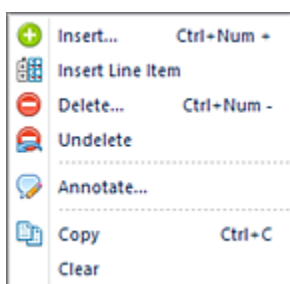 Insert... Ctrl+Num +
Insert Line Item
Delete... Ctrl+Num -
Undelete
Annotate...
Copy Ctrl+C
Clear